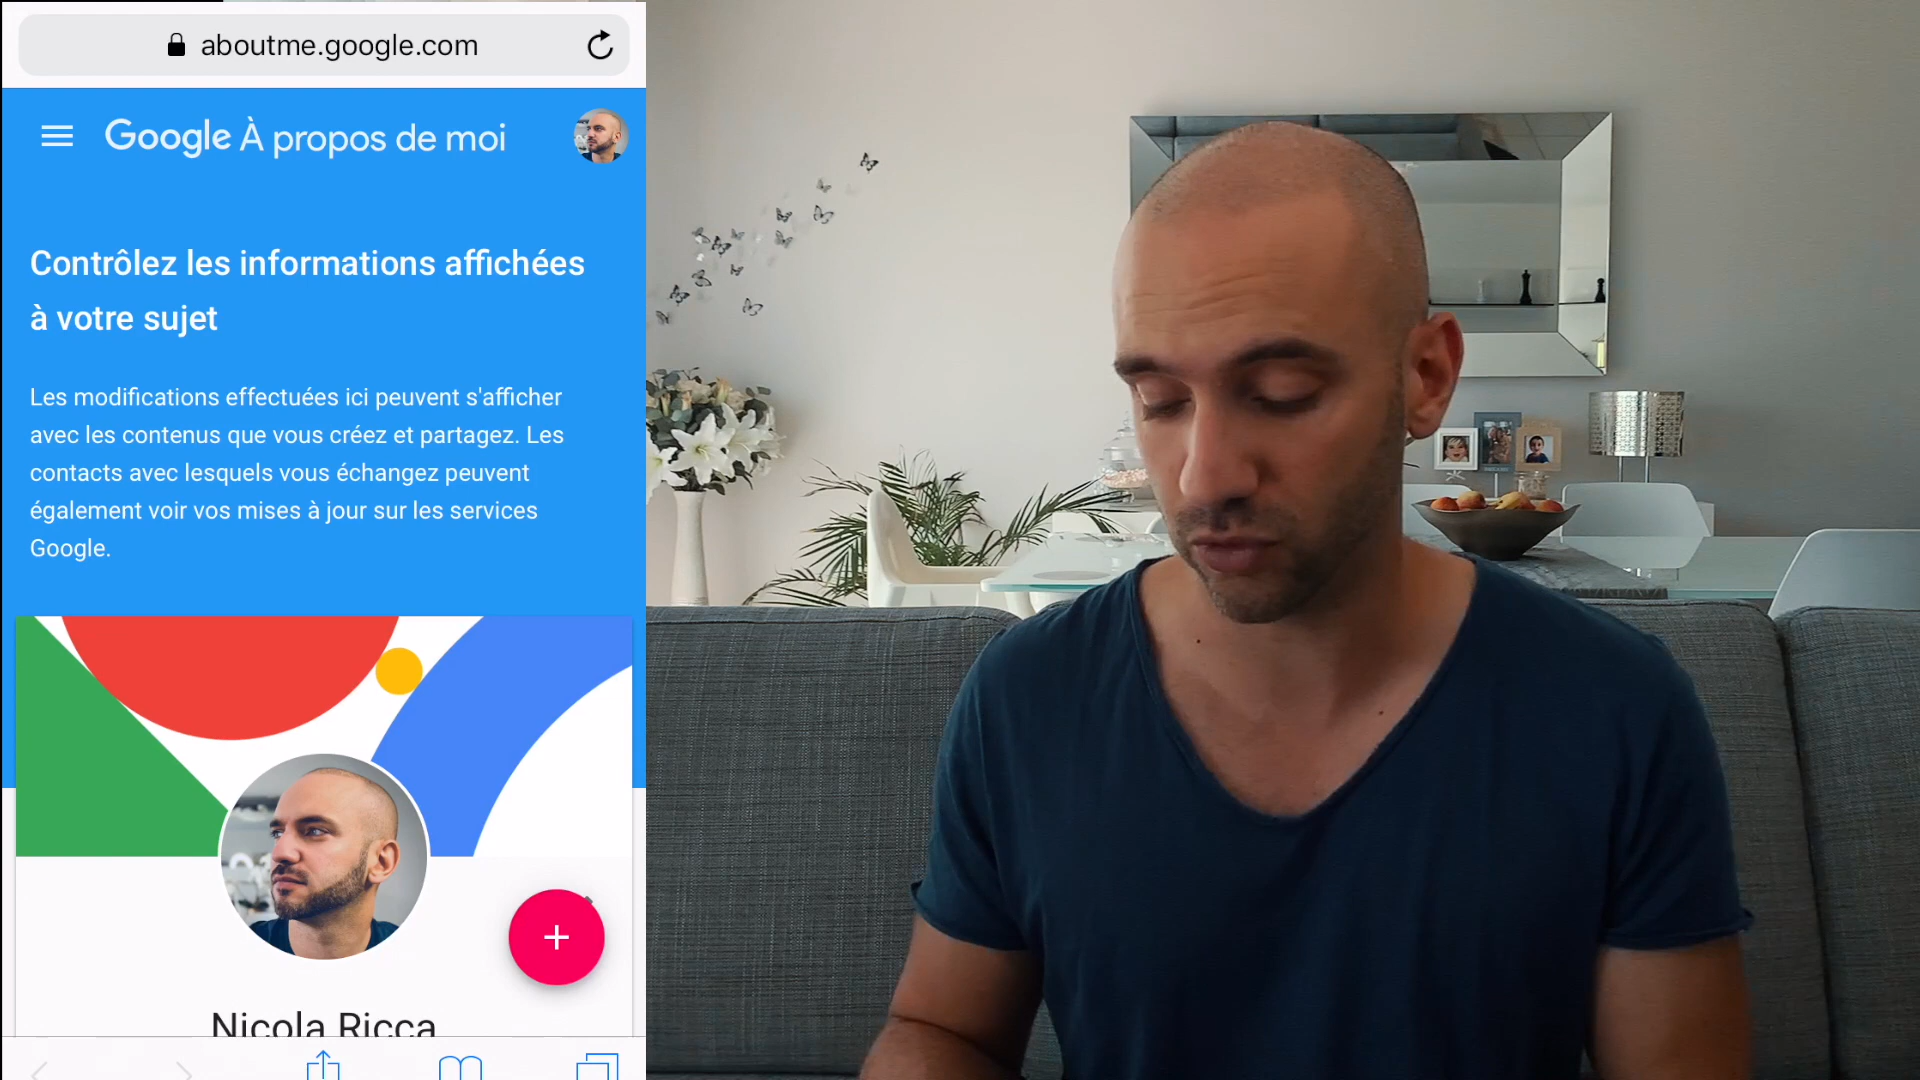 aboutme.google.com
Google À propos de moi
Contrôlez les informations affichées
à votre sujet
Les modifications effectuées ici peuvent s'afficher
avec les contenus que vous créez et partagez. Les
contacts avec lesquels vous échangez peuvent
également voir vos mises à jour sur les services
Google.
Nicola Ricca